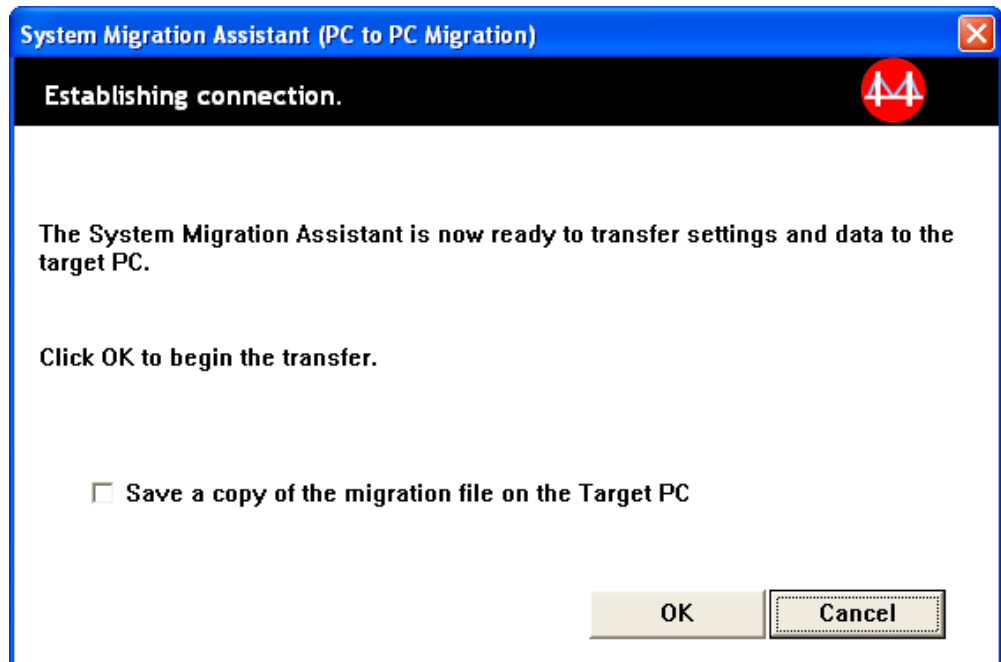 System Migration Assistant (PC to PC Migration)
Establishing connection.
The System Migration Assistant is now ready to transfer settings and data to the
target PC.
Click OK to begin the transfer.
Save a copy of the migration file on the Target PC
OK
Cancel